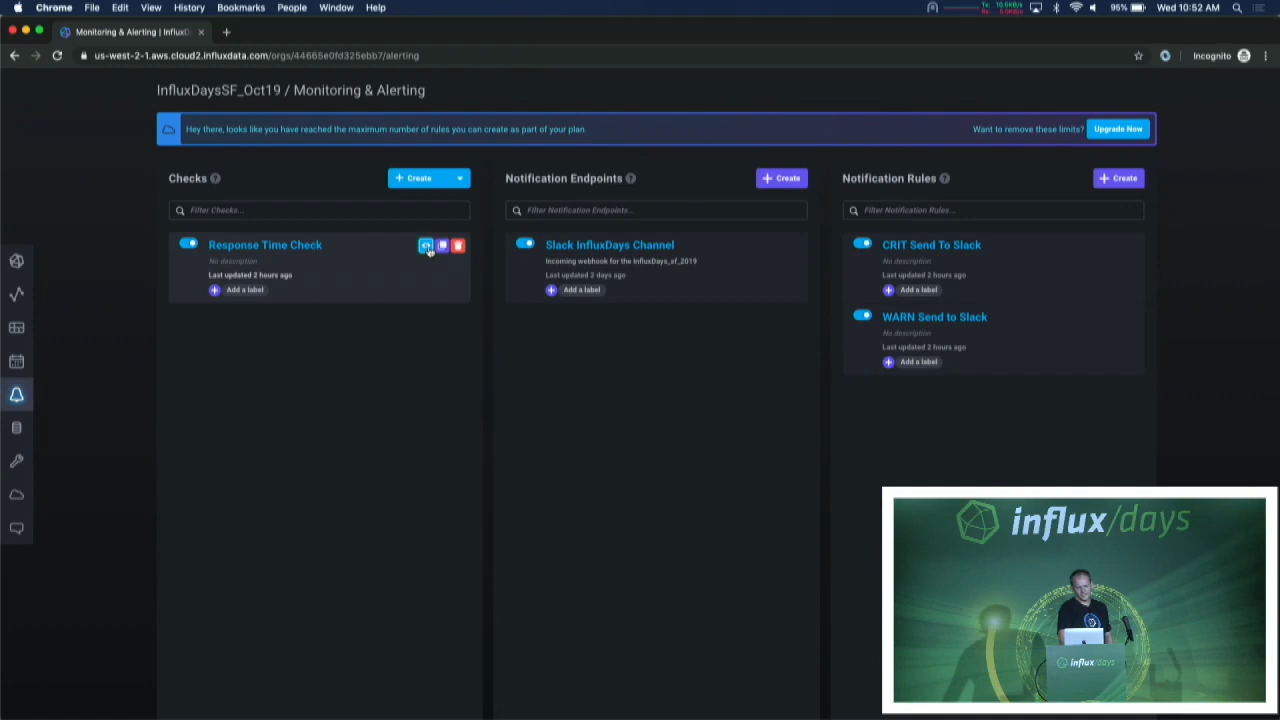 Chrome File Edit View History Bookmarks People Window Help
95% Wed 10:52 AM
Monitoring & Alerting | InfluxD
us-west-2-1.aws.cloud2.influxdata.com/orgs/44665e0fd325ebb7/alerting
Incognito
InfluxDaysSF_Oct19 / Monitoring & Alerting
Hey there, looks like you have reached the maximum number of rules you can create as part of your plan.
Want to remove these limits? Upgrade Now
Checks ?
+ Create
Filter Checks...
Response Time Check
No description
Last updated 2 hours ago
Add a label
Notification Endpoints ?
+ Create
Filter Notification Endpoints...
Slack InfluxDays Channel
Incoming webhook for the InfluxDays_sf_2019
Last updated 2 days ago
Add a label
Notification Rules ?
+ Create
Filter Notification Rules...
CRIT Send To Slack
No description
Last updated 2 hours ago
Add a label
WARN Send to Slack
No description
Last updated 2 hours ago
Add a label
influx/days
influx/days